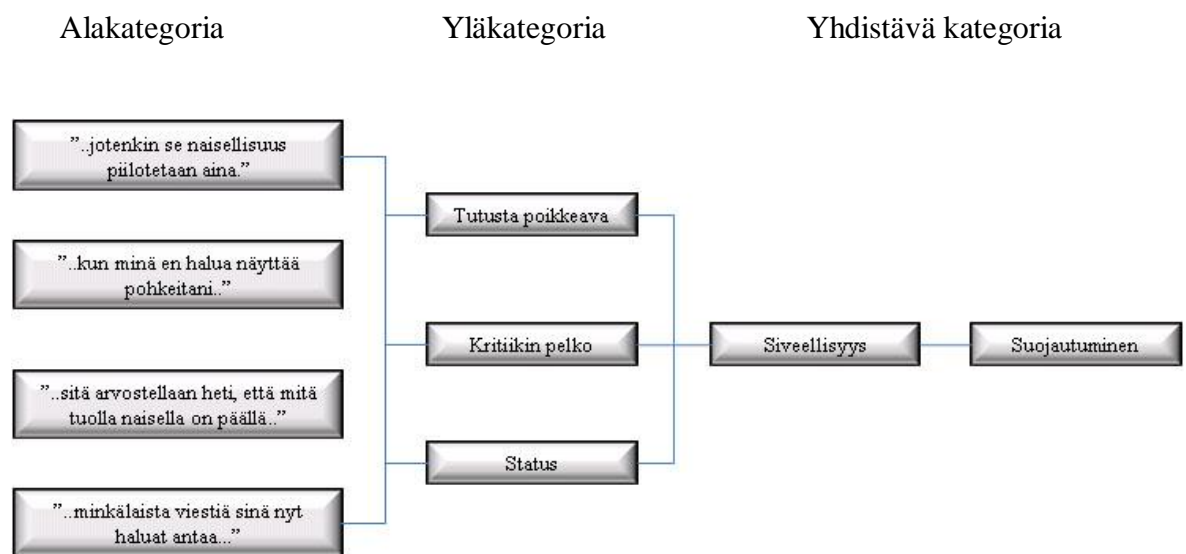 Alakategoria Yläkategoria Yhdistävä kategoria
”..jotenkin se naisellisuus
piilotetaan aina.”
Tutusta poikkeava
”..kun minä en halua näyttää
pohkeitani..”
Kritiikin pelko
Siveellisyys
Suojautuminen
”..sitä arvostellaan heti, että mitä
tuolla naisella on päällä..”
Status
”..minkälaista viestiä sinä nyt
haluat antaa...”